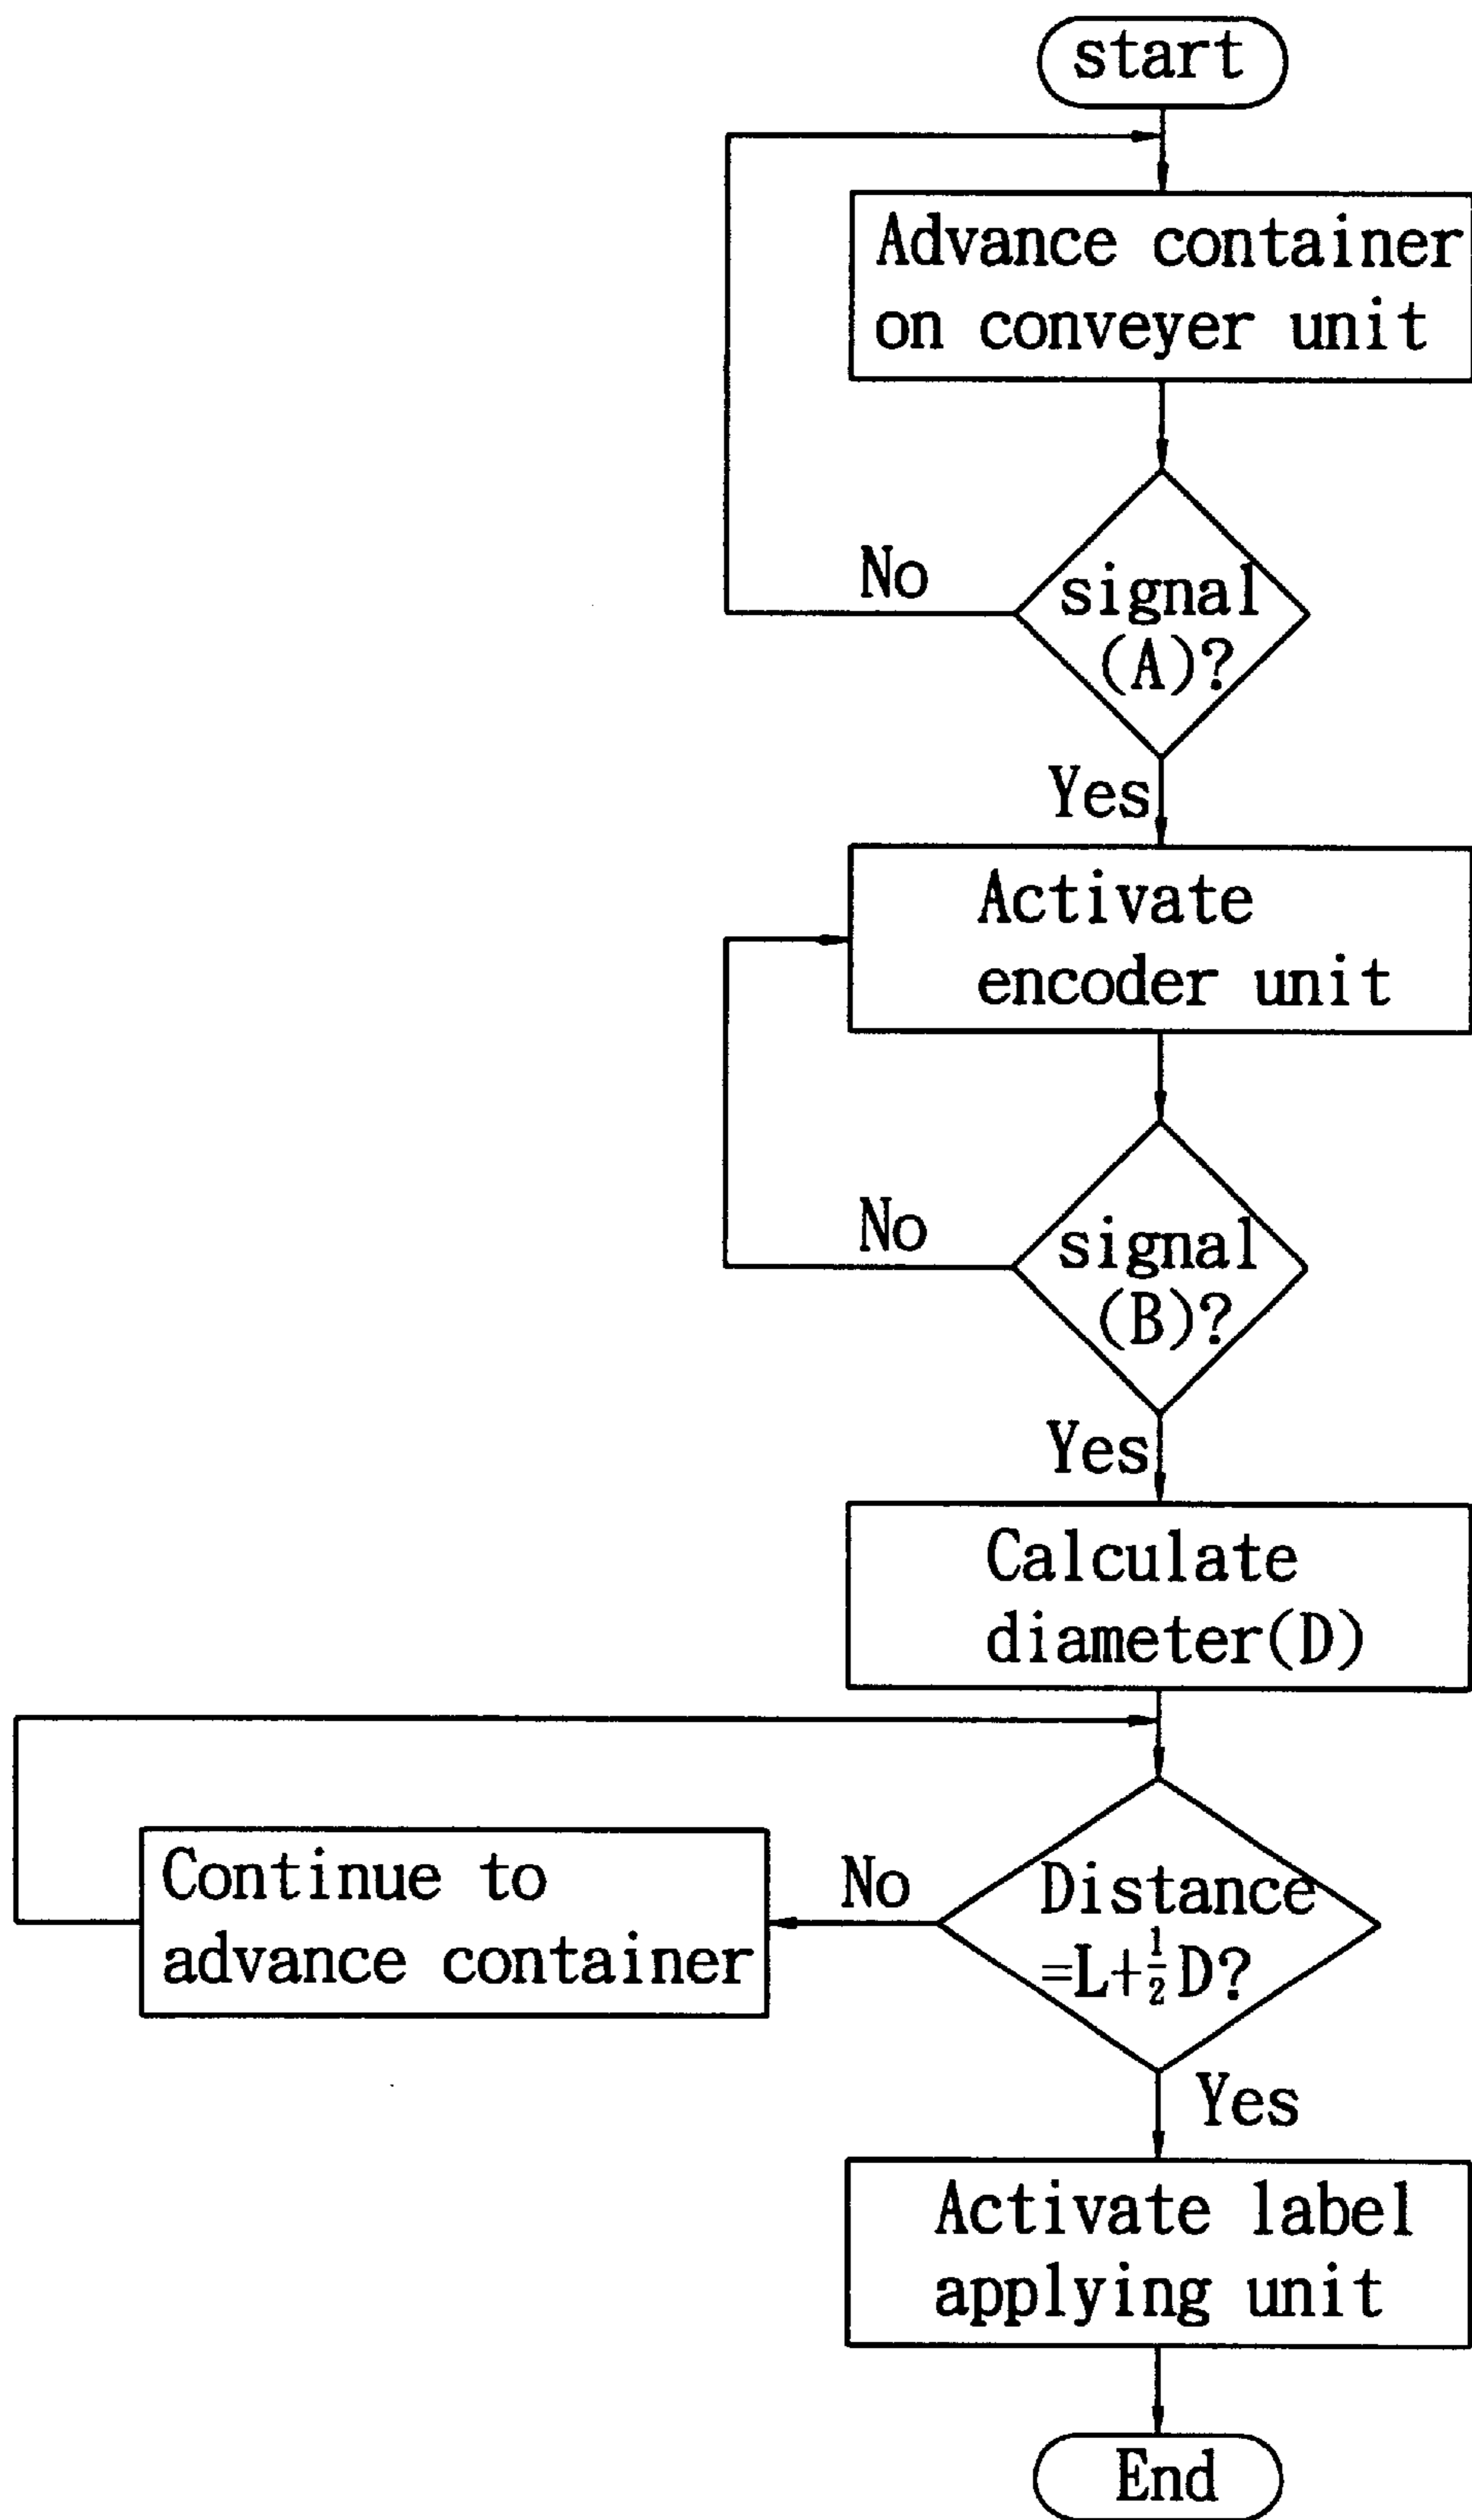 start
Advance container
on conveyer unit
No
signal
(A)?
Yes
Activate
encoder unit
No
signal
(B)?
Yes
Calculate
diameter(D)
Continue to
advance container
No
Distance
=L+½D?
Yes
Activate label
applying unit
End